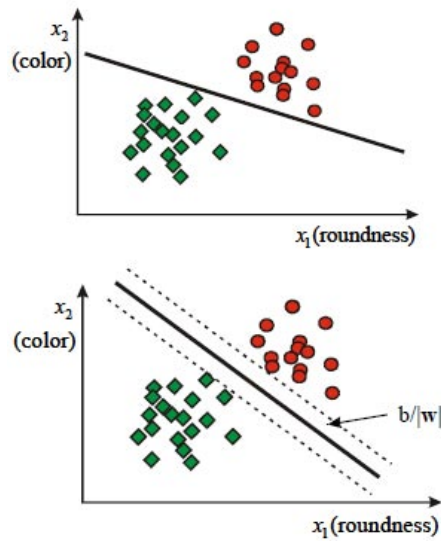 x₂
(color)
x₁(roundness)
x₂
(color)
b/|w|
x₁(roundness)